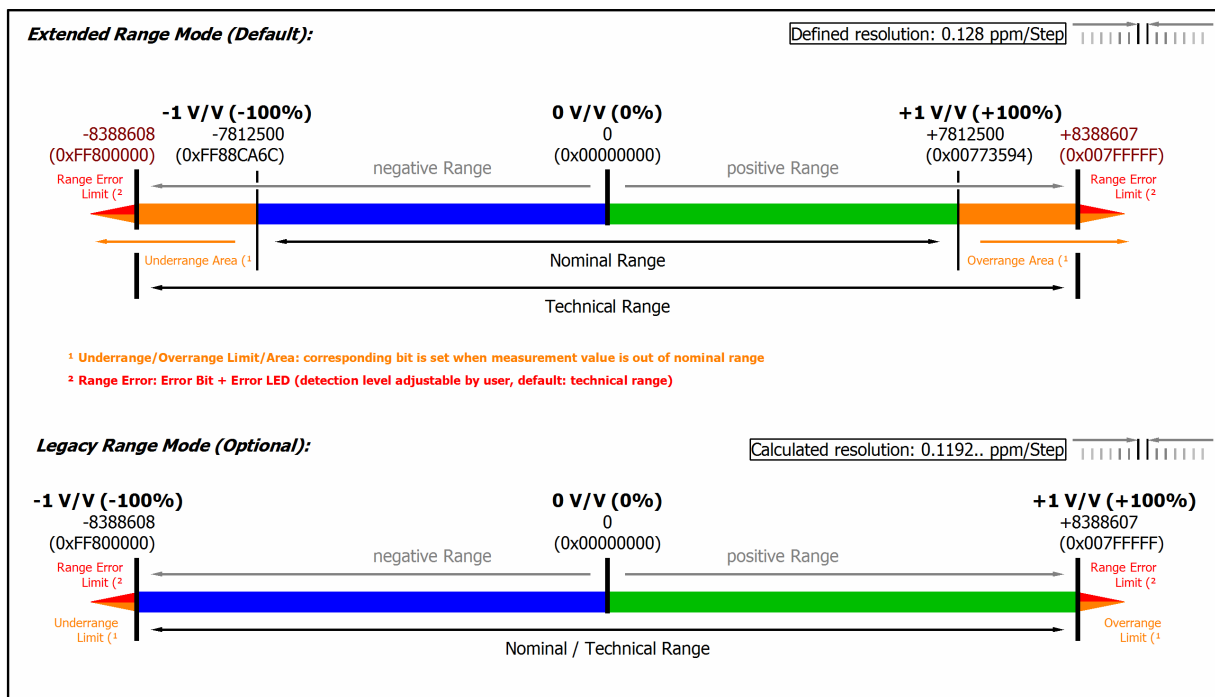 Extended Range Mode (Default):
Defined resolution: 0.128 ppm/Step
-1 V/V (-100%)
0 V/V (0%)
+1 V/V (+100%)
-8388608
(0xFF800000)
-7812500
(0xFF88CA6C)
0
(0x00000000)
+7812500
(0x00773594)
+8388607
(0x007FFFFF)
negative Range
positive Range
Range Error
Limit (²
Range Error
Limit (²
Underrange Area (¹
Nominal Range
Overrange Area (¹
Technical Range
¹ Underrange/Overrange Limit/Area: corresponding bit is set when measurement value is out of nominal range
² Range Error: Error Bit + Error LED (detection level adjustable by user, default: technical range)
Legacy Range Mode (Optional):
Calculated resolution: 0.1192.. ppm/Step
-1 V/V (-100%)
0 V/V (0%)
+1 V/V (+100%)
-8388608
(0xFF800000)
0
(0x00000000)
+8388607
(0x007FFFFF)
negative Range
positive Range
Range Error
Limit (²
Range Error
Limit (²
Underrange
Limit (¹
Overrange
Limit (¹
Nominal / Technical Range